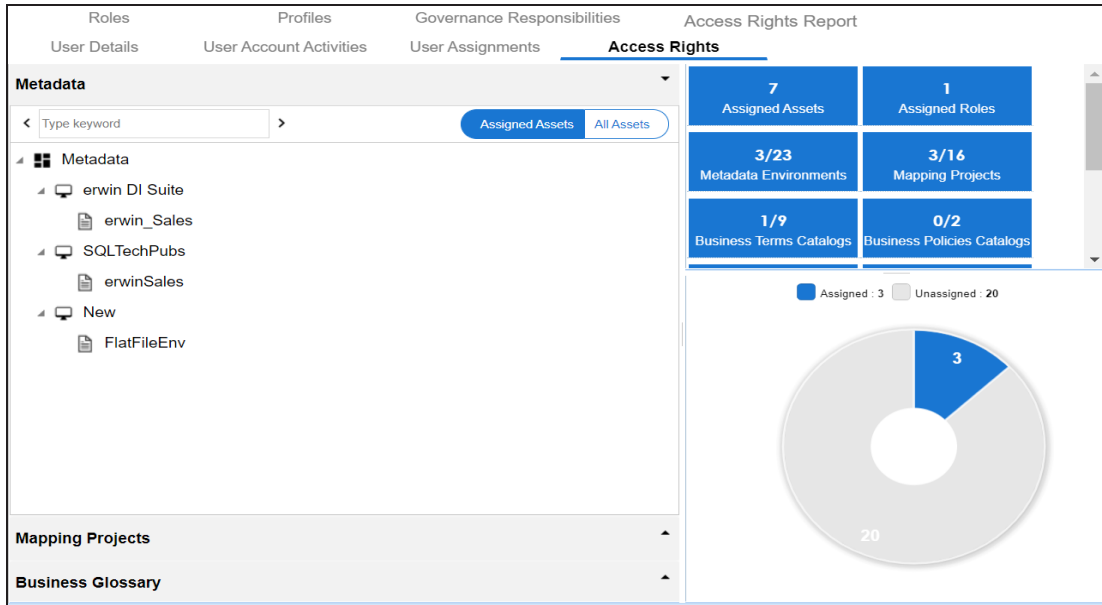 Roles Profiles Governance Responsibilities Access Rights Report
User Details User Account Activities User Assignments Access Rights
Metadata
Type keyword
Assigned Assets All Assets
Metadata
erwin DI Suite
erwin_Sales
SQLTechPubs
erwinSales
New
FlatFileEnv
Mapping Projects
Business Glossary
7
Assigned Assets
1
Assigned Roles
3/23
Metadata Environments
3/16
Mapping Projects
1/9
Business Terms Catalogs
0/2
Business Policies Catalogs
Assigned : 3 Unassigned : 20
3
20